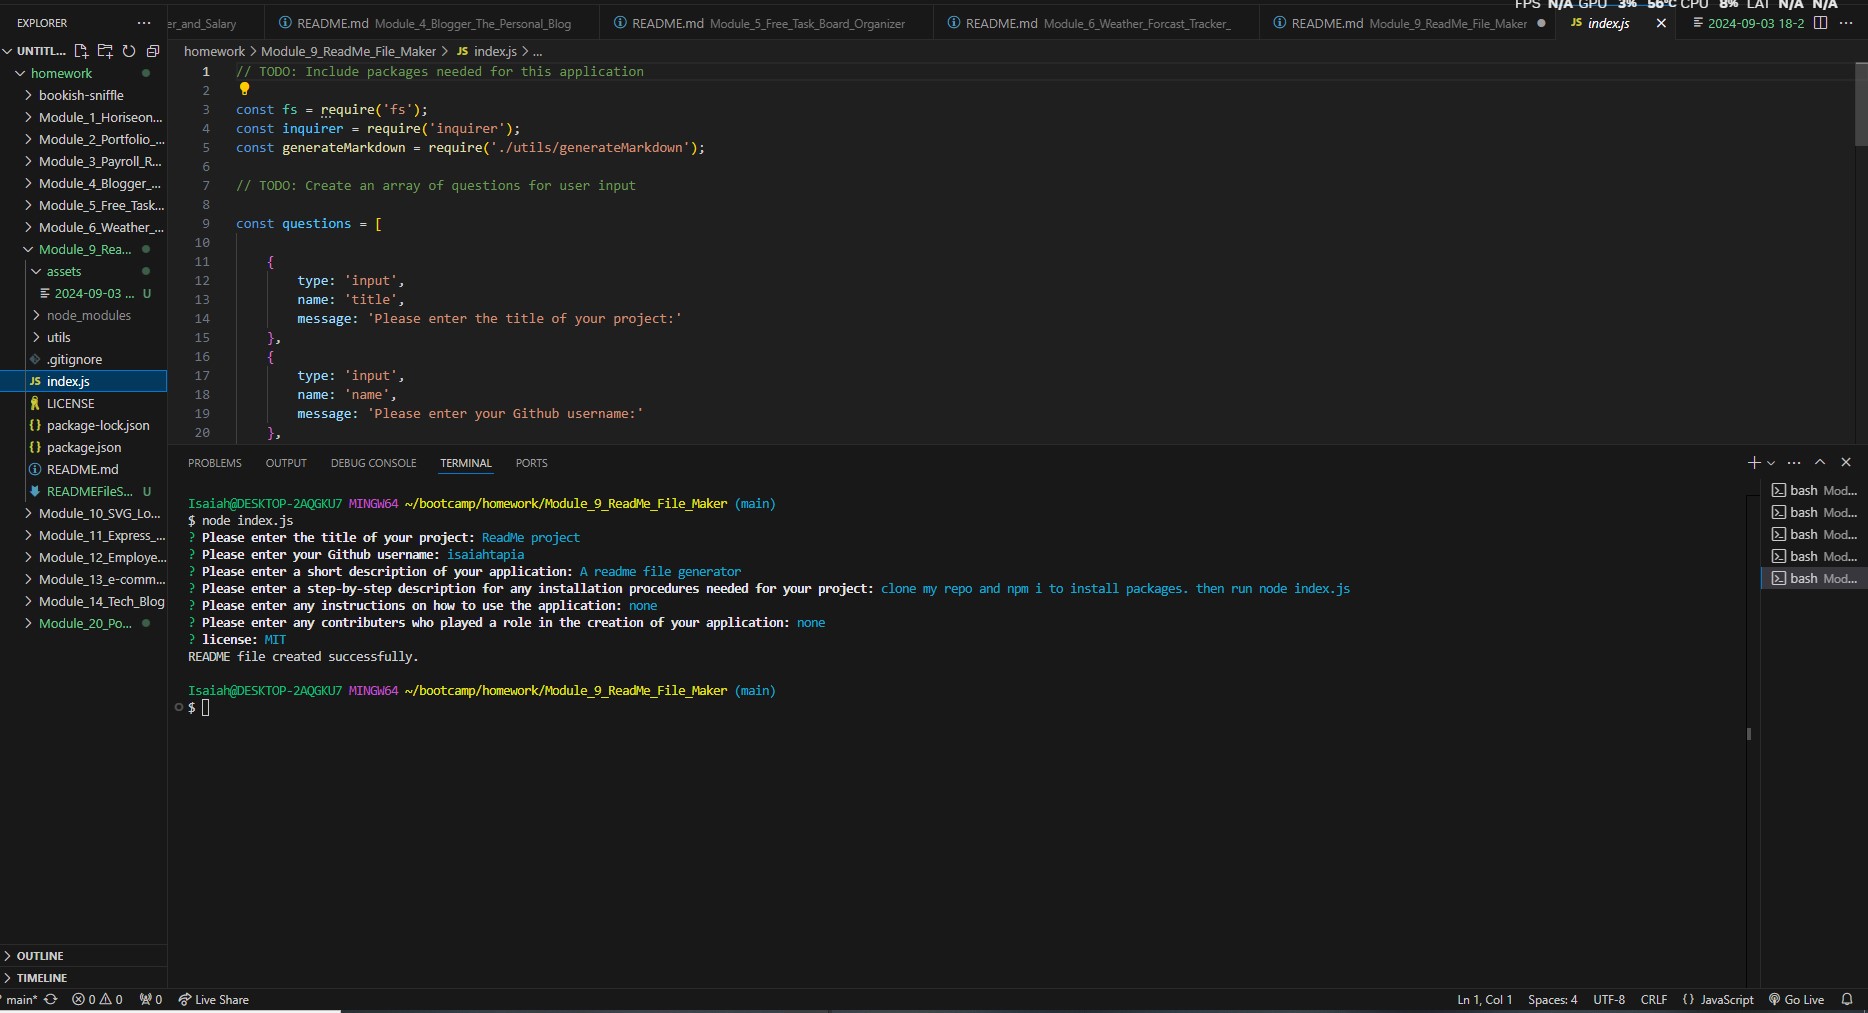 FPS N/A GPU 3% 56°C CPU 8% LAT N/A N/A
EXPLORER
er_and_Salary
README.md Module_4_Blogger_The_Personal_Blog
README.md Module_5_Free_Task_Board_Organizer
README.md Module_6_Weather_Forcast_Tracker_
README.md Module_9_ReadMe_File_Maker
JS index.js
2024-09-03 18-2
UNTITL...
homework
bookish-sniffle
Module_1_Horiseon...
Module_2_Portfolio_...
Module_3_Payroll_R...
Module_4_Blogger_...
Module_5_Free_Task...
Module_6_Weather_...
Module_9_Rea...
assets
2024-09-03 ... U
node_modules
utils
.gitignore
JS index.js
LICENSE
{} package-lock.json
{} package.json
README.md
READMEFileS... U
Module_10_SVG_Lo...
Module_11_Express_...
Module_12_Employe...
Module_13_e-comm...
Module_14_Tech_Blog
Module_20_Po...
OUTLINE
TIMELINE
homework > Module_9_ReadMe_File_Maker > JS index.js > ...
1 // TODO: Include packages needed for this application
2
3 const fs = require('fs');
4 const inquirer = require('inquirer');
5 const generateMarkdown = require('./utils/generateMarkdown');
6
7 // TODO: Create an array of questions for user input
8
9 const questions = [
10
11 {
12 type: 'input',
13 name: 'title',
14 message: 'Please enter the title of your project:'
15 },
16 {
17 type: 'input',
18 name: 'name',
19 message: 'Please enter your Github username:'
20 },
PROBLEMS OUTPUT DEBUG CONSOLE TERMINAL PORTS
Isaiah@DESKTOP-2AQGKU7 MINGW64 ~/bootcamp/homework/Module_9_ReadMe_File_Maker (main)
$ node index.js
? Please enter the title of your project: ReadMe project
? Please enter your Github username: isaiahtapia
? Please enter a short description of your application: A readme file generator
? Please enter a step-by-step description for any installation procedures needed for your project: clone my repo and npm i to install packages. then run node index.js
? Please enter any instructions on how to use the application: none
? Please enter any contributers who played a role in the creation of your application: none
? license: MIT
README file created successfully.
Isaiah@DESKTOP-2AQGKU7 MINGW64 ~/bootcamp/homework/Module_9_ReadMe_File_Maker (main)
$
bash Mod...
bash Mod...
bash Mod...
bash Mod...
bash Mod...
main* 0 0 0 Live Share
Ln 1, Col 1 Spaces: 4 UTF-8 CRLF {} JavaScript Go Live